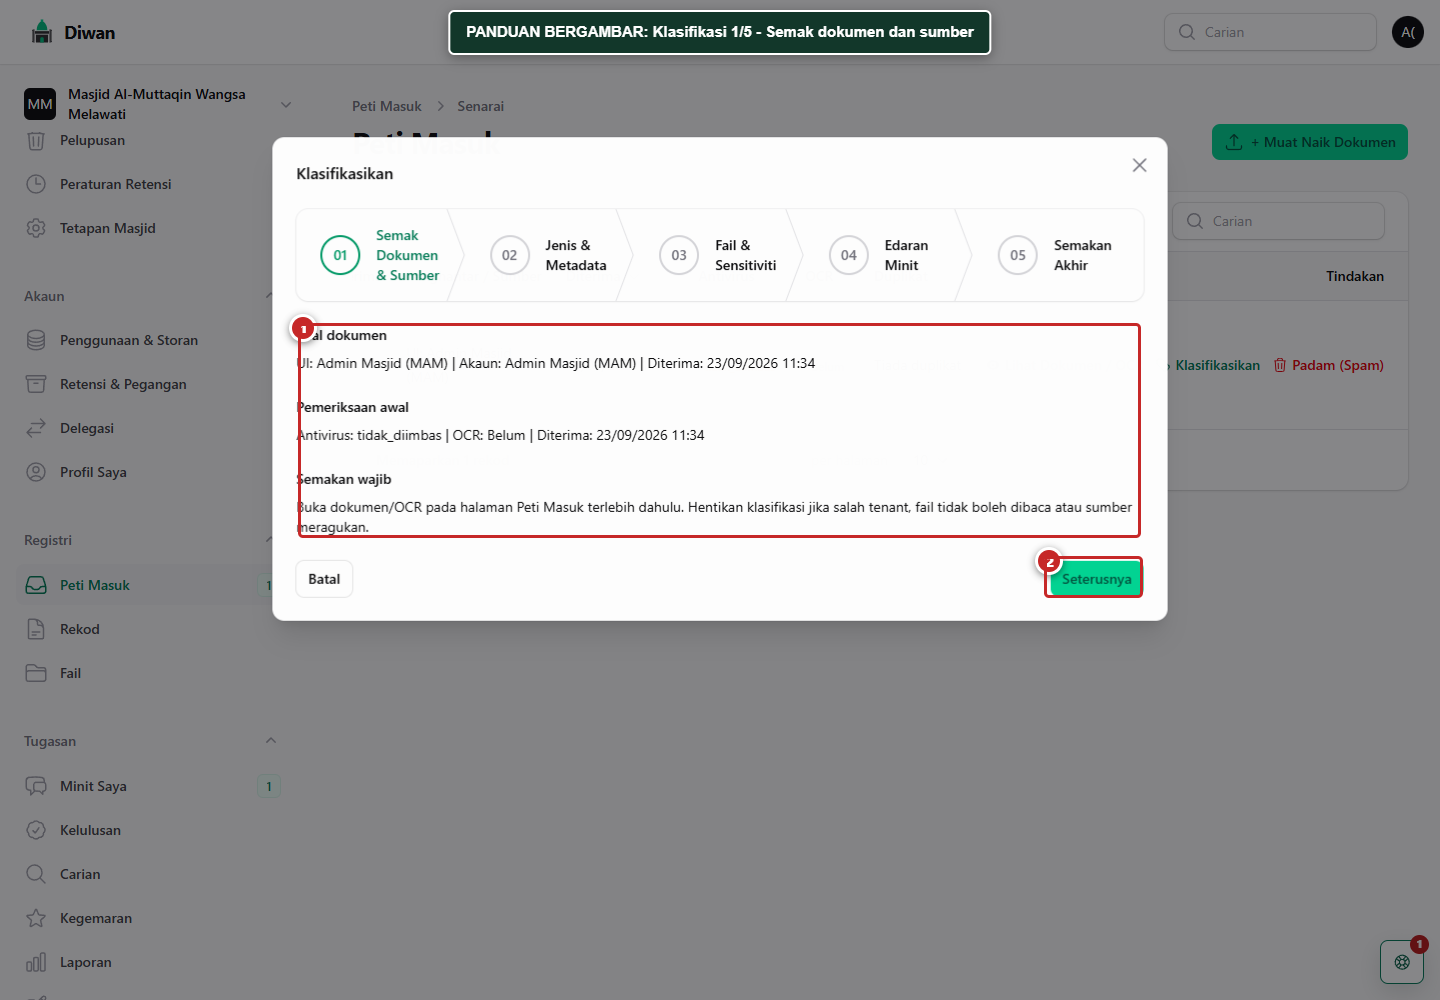 Diwan
PANDUAN BERGAMBAR: Klasifikasi 1/5 - Semak dokumen dan sumber
Carian
A(
MM
Masjid Al-Muttaqin Wangsa
Melawati
Pelupusan
Peraturan Retensi
Tetapan Masjid
Akaun
Penggunaan & Storan
Retensi & Pegangan
Delegasi
Profil Saya
Registri
Peti Masuk
1
Rekod
Fail
Tugasan
Minit Saya
1
Kelulusan
Carian
Kegemaran
Laporan
Peti Masuk
Senarai
Peti Masuk
+ Muat Naik Dokumen
Carian
Tindakan
Klasifikasikan
Padam (Spam)
Klasifikasikan
01
Semak
Dokumen
& Sumber
02
Jenis &
Metadata
03
Fail &
Sensitiviti
04
Edaran
Minit
05
Semakan
Akhir
1
dokumen
UI: Admin Masjid (MAM) | Akaun: Admin Masjid (MAM) | Diterima: 23/09/2026 11:34
Pemeriksaan awal
Antivirus: tidak_diimbas | OCR: Belum | Diterima: 23/09/2026 11:34
Semakan wajib
Buka dokumen/OCR pada halaman Peti Masuk terlebih dahulu. Hentikan klasifikasi jika salah tenant, fail tidak boleh dibaca atau sumber
meragukan.
Batal
2
Seterusnya
1